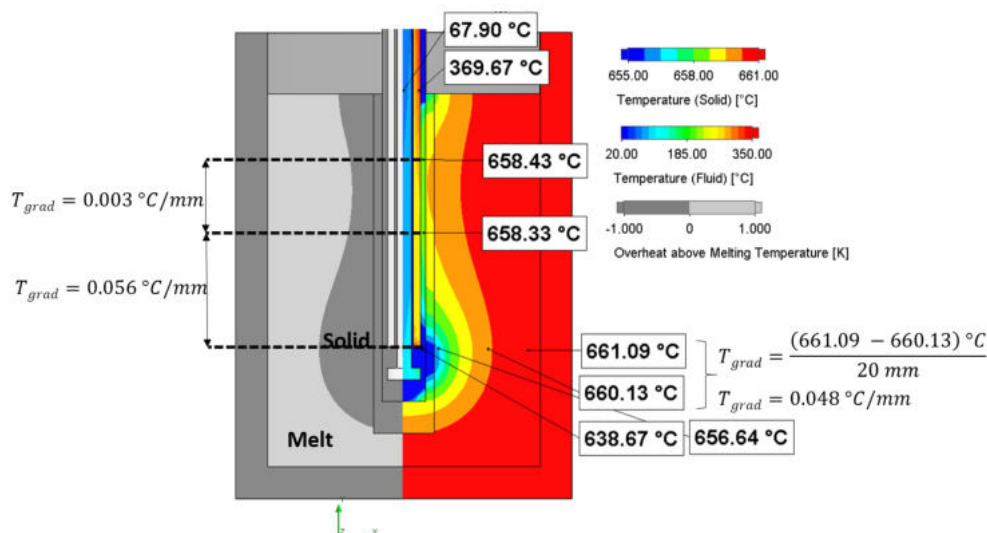 67.90 °C
369.67 °C
655.00 658.00 661.00
Temperature (Solid) [°C]
20.00 185.00 350.00
Temperature (Fluid) [°C]
-1.000 0 1.000
Overheat above Melting Temperature [K]
658.43 °C
T_grad = 0.003 °C/mm
658.33 °C
T_grad = 0.056 °C/mm
Solid
661.09 °C
T_grad = (661.09 − 660.13) °C / 20 mm
660.13 °C
T_grad = 0.048 °C/mm
Melt
638.67 °C
656.64 °C
Z
X